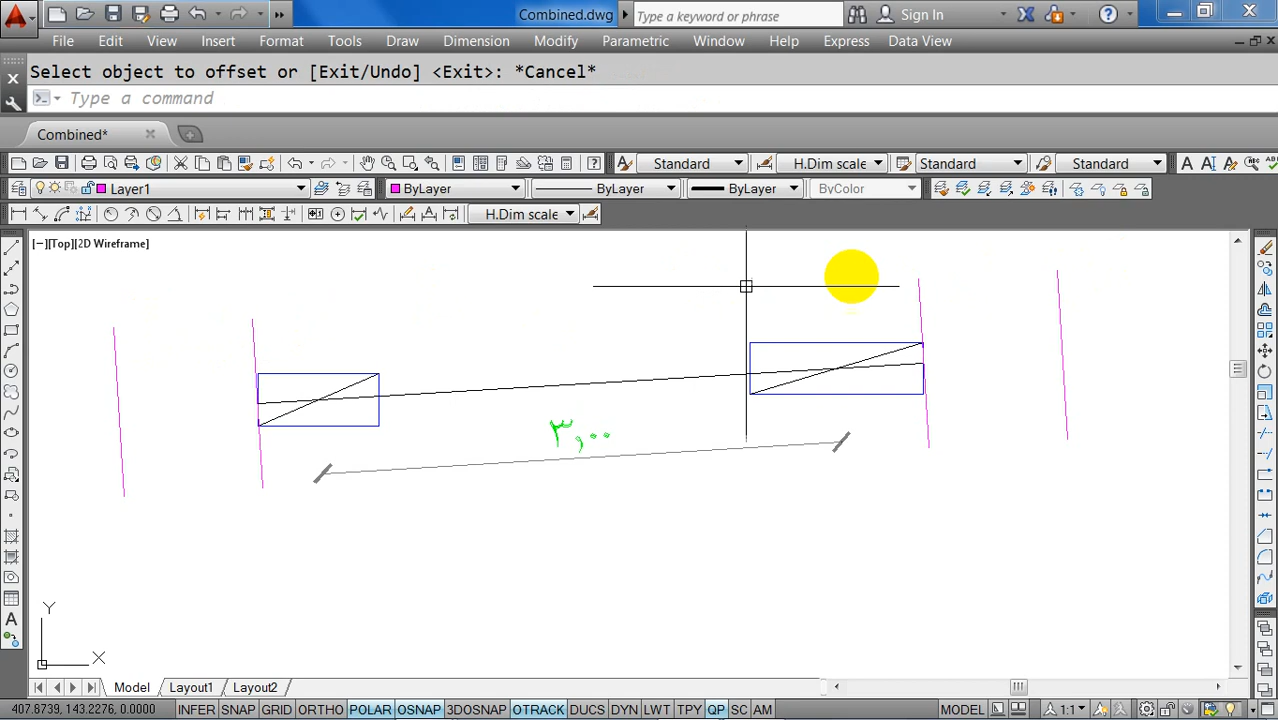 Combined.dwg Type a keyword or phrase Sign In
File Edit View Insert Format Tools Draw Dimension Modify Parametric Window Help Express Data View
Select object to offset or [Exit/Undo] <Exit>: *Cancel*
Type a command
Combined*
Standard H.Dim scale Standard Standard
Layer1 ByLayer ByLayer ByLayer ByColor
H.Dim scale
[−][Top][2D Wireframe]
۳,۰۰
Y
X
Model Layout1 Layout2
407.6739, 143.2276, 0.0000 INFER SNAP GRID ORTHO POLAR OSNAP 3DOSNAP OTRACK DUCS DYN LWT TPY QP SC AM MODEL 1:1